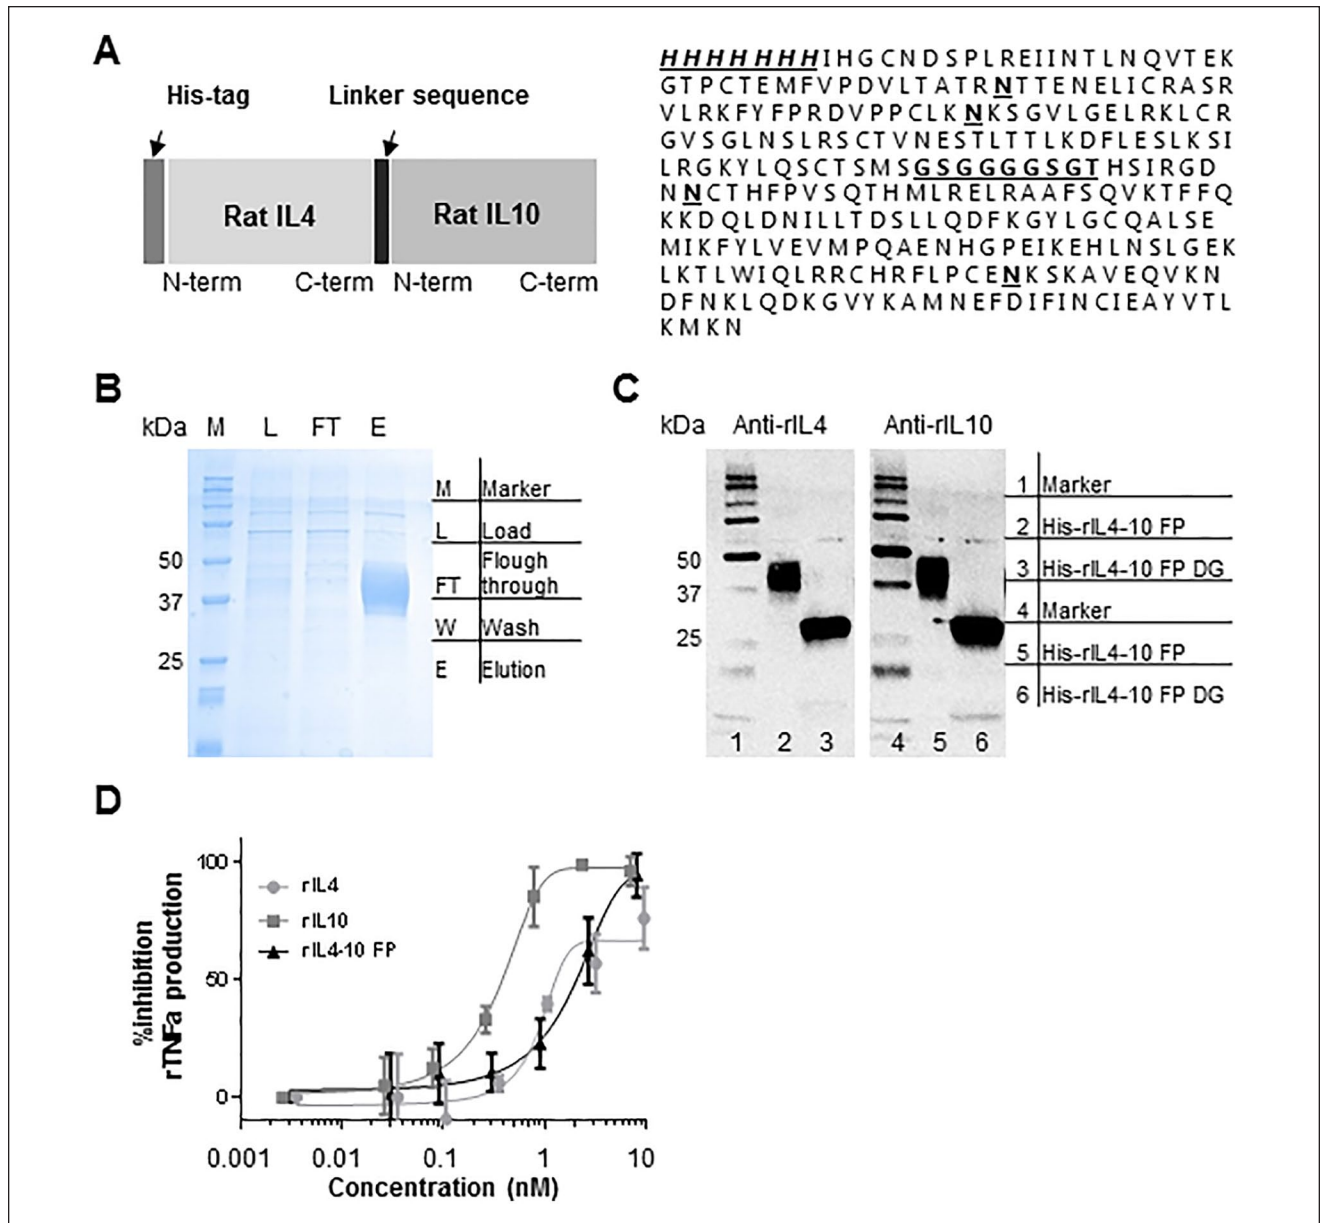 A
His-tag
Linker sequence
Rat IL4
Rat IL10
N-term
C-term
N-term
C-term
HHHHHHHIHGCNDSPLREIINTLNQVTEK
GTPCTEMFVPDVLTATRNTTENELICRASR
VLRKFYFPRDVPPCLKNKSGVLGELRKLCR
GVSGLNSLRSCTVNESTLTTLKDFLESLKSI
LRGKYLQSCTSMSGSGGGGSGTHSIRGD
NNCTHFPVSQTHMLRELRAAFSQVKTFFQ
KKDQLDNILLTDSLLQDFKGYLGCQALSE
MIKFYLVEVMPQAENHGPEIKEHLNSLGEK
LKTLWIQLRRCHRFLPCENKSKAVEQVKN
DFNKLQDKGVYKAMNEFDIFINCIEAYVTL
KMKN
B
kDa M L FT E
50
37
25
M Marker
L Load
FT Flough
through
W Wash
E Elution
C
kDa Anti-rIL4 Anti-rIL10
50
37
25
1 2 3 4 5 6
1 Marker
2 His-rIL4-10 FP
3 His-rIL4-10 FP DG
4 Marker
5 His-rIL4-10 FP
6 His-rIL4-10 FP DG
D
%inhibition
rTNFa production
100
50
0
rIL4
rIL10
rIL4-10 FP
0.001 0.01 0.1 1 10
Concentration (nM)